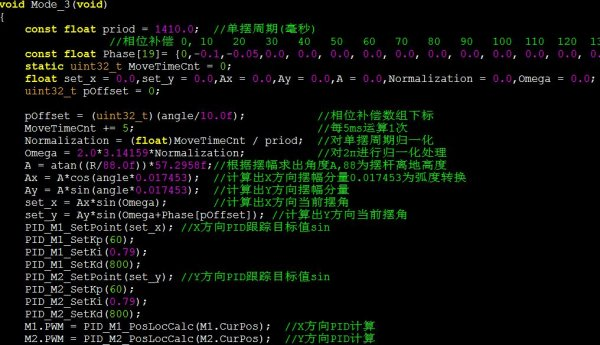 void Mode_3(void)
{
const float priod = 1410.0; //单摆周期(毫秒)
//相位补偿 0, 10 20 30 40 50 60 70 80 90 100 110 120
const float Phase[19]= {0,-0.1,-0.05,0.0, 0.0, 0.0, 0.0, 0.0, 0.0, 0.0, 0.0, 0.0, 0.0,
static uint32_t MoveTimeCnt = 0;
float set_x = 0.0,set_y = 0.0,Ax = 0.0,Ay = 0.0,A = 0.0,Normalization = 0.0,Omega = 0.0;
uint32_t pOffset = 0;
pOffset = (uint32_t)(angle/10.0f); //相位补偿数组下标
MoveTimeCnt += 5; //每5ms运算1次
Normalization = (float)MoveTimeCnt / priod; //对单摆周期归一化
Omega = 2.0*3.14159*Normalization; //对2π进行归一化处理
A = atan((R/88.0f))*57.2958f;//根据摆幅求出角度A,88为摆杆离地高度
Ax = A*cos(angle*0.017453); //计算出X方向摆幅分量0.017453为弧度转换
Ay = A*sin(angle*0.017453); //计算出Y方向摆幅分量
set_x = Ax*sin(Omega); //计算出X方向当前摆角
set_y = Ay*sin(Omega+Phase[pOffset]); //计算出Y方向当前摆角
PID_M1_SetPoint(set_x); //X方向PID跟踪目标值sin
PID_M1_SetKp(60);
PID_M1_SetKi(0.79);
PID_M1_SetKd(800);
PID_M2_SetPoint(set_y); //Y方向PID跟踪目标值sin
PID_M2_SetKp(60);
PID_M2_SetKi(0.79);
PID_M2_SetKd(800);
M1.PWM = PID_M1_PosLocCalc(M1.CurPos); //X方向PID计算
M2.PWM = PID_M2_PosLocCalc(M2.CurPos); //Y方向PID计算